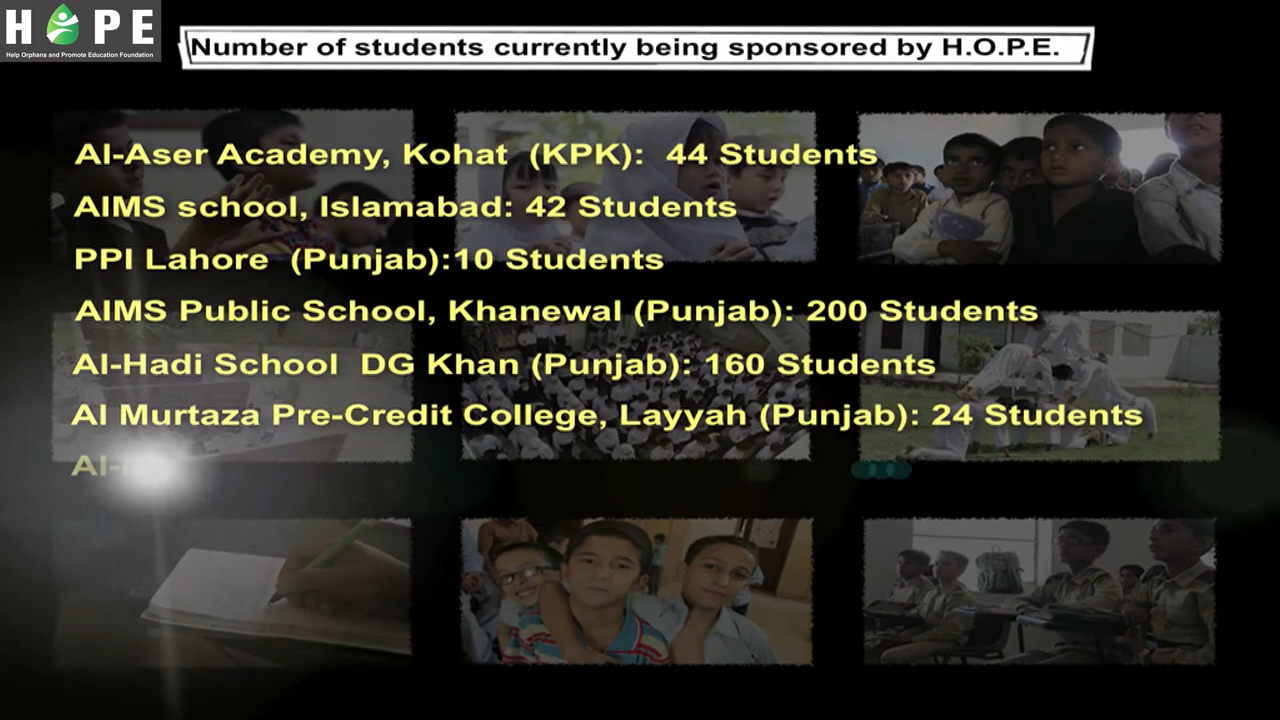 HOPE
Help Orphans and Promote Education Foundation
Number of students currently being sponsored by H.O.P.E.
Al-Aser Academy, Kohat (KPK): 44 Students
AIMS school, Islamabad: 42 Students
PPI Lahore (Punjab):10 Students
AIMS Public School, Khanewal (Punjab): 200 Students
Al-Hadi School DG Khan (Punjab): 160 Students
Al Murtaza Pre-Credit College, Layyah (Punjab): 24 Students